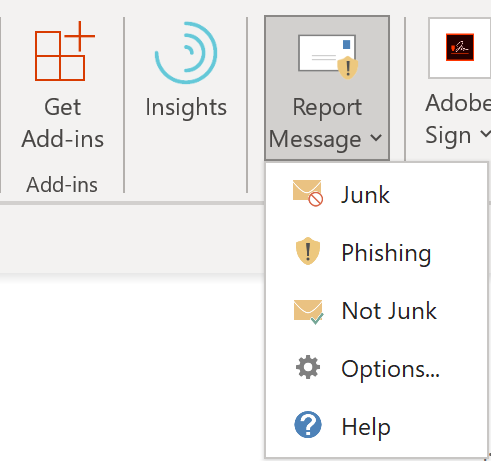 Get
Add-ins
Add-ins
Insights
Report
Message
Adobe
Sign
Junk
Phishing
Not Junk
Options...
Help